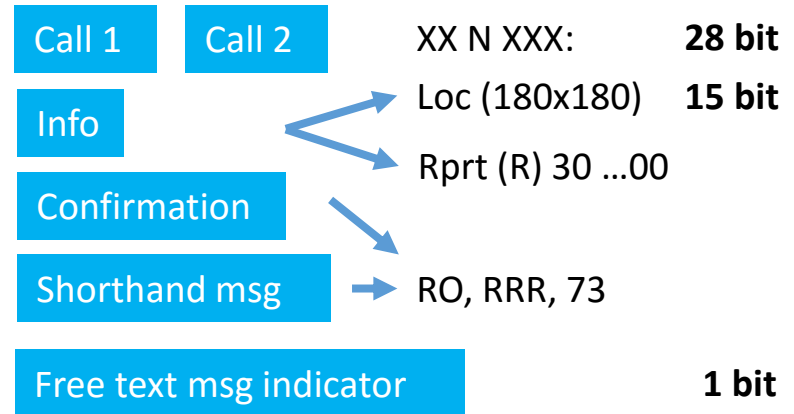 Call 1 Call 2 XX N XXX: 28 bit
Loc (180x180) 15 bit
Info
Rprt (R) 30 ...00
Confirmation
Shorthand msg RO, RRR, 73
Free text msg indicator 1 bit